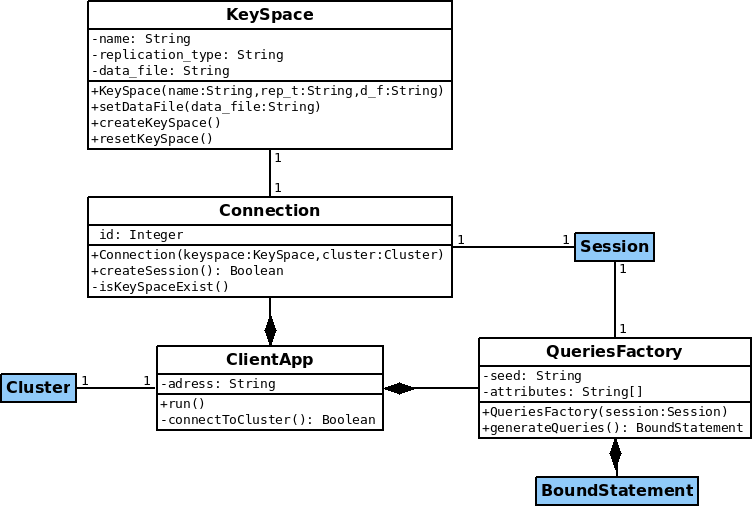 KeySpace
-name: String
-replication_type: String
-data_file: String
+KeySpace(name:String,rep_t:String,d_f:String)
+setDataFile(data_file:String)
+createKeySpace()
+resetKeySpace()
1
1
Connection
id: Integer
+Connection(keyspace:KeySpace,cluster:Cluster)
+createSession(): Boolean
-isKeySpaceExist()
1
1
Session
1
1
ClientApp
-adress: String
+run()
-connectToCluster(): Boolean
Cluster
1
1
QueriesFactory
-seed: String
-attributes: String[]
+QueriesFactory(session:Session)
+generateQueries(): BoundStatement
BoundStatement